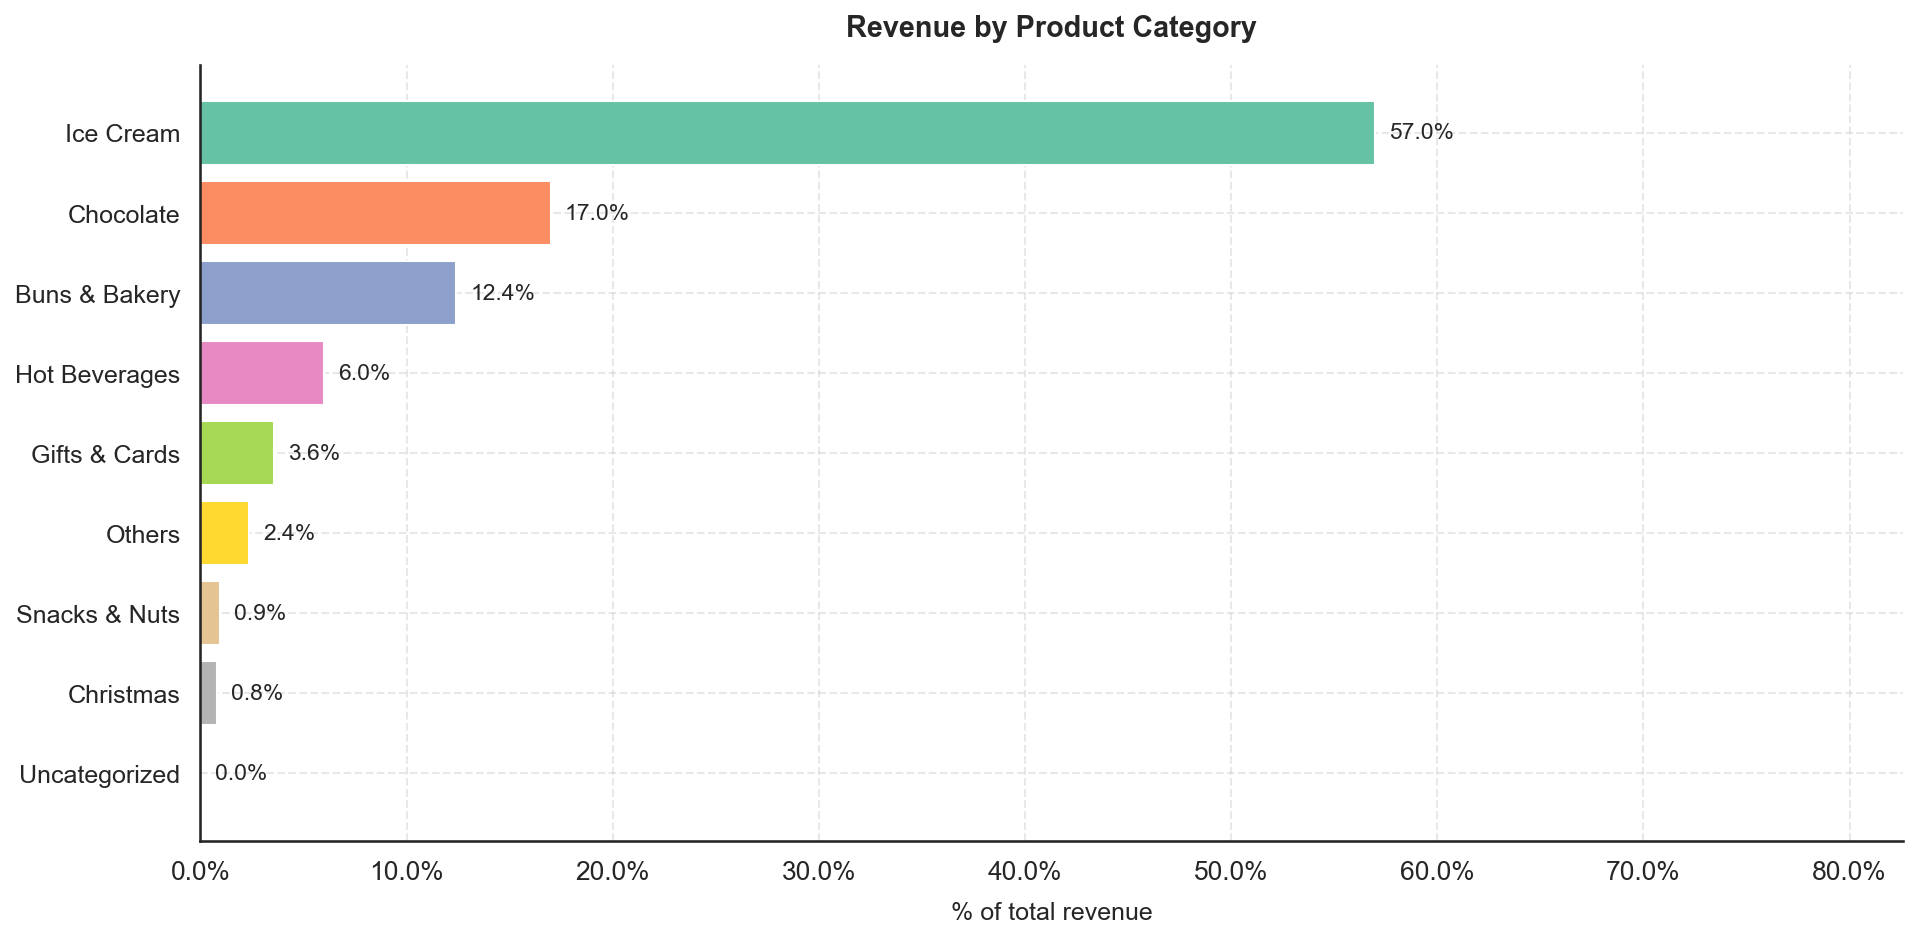 Revenue by Product Category
Ice Cream 57.0%
Chocolate 17.0%
Buns & Bakery 12.4%
Hot Beverages 6.0%
Gifts & Cards 3.6%
Others 2.4%
Snacks & Nuts 0.9%
Christmas 0.8%
Uncategorized 0.0%
0.0% 10.0% 20.0% 30.0% 40.0% 50.0% 60.0% 70.0% 80.0%
% of total revenue